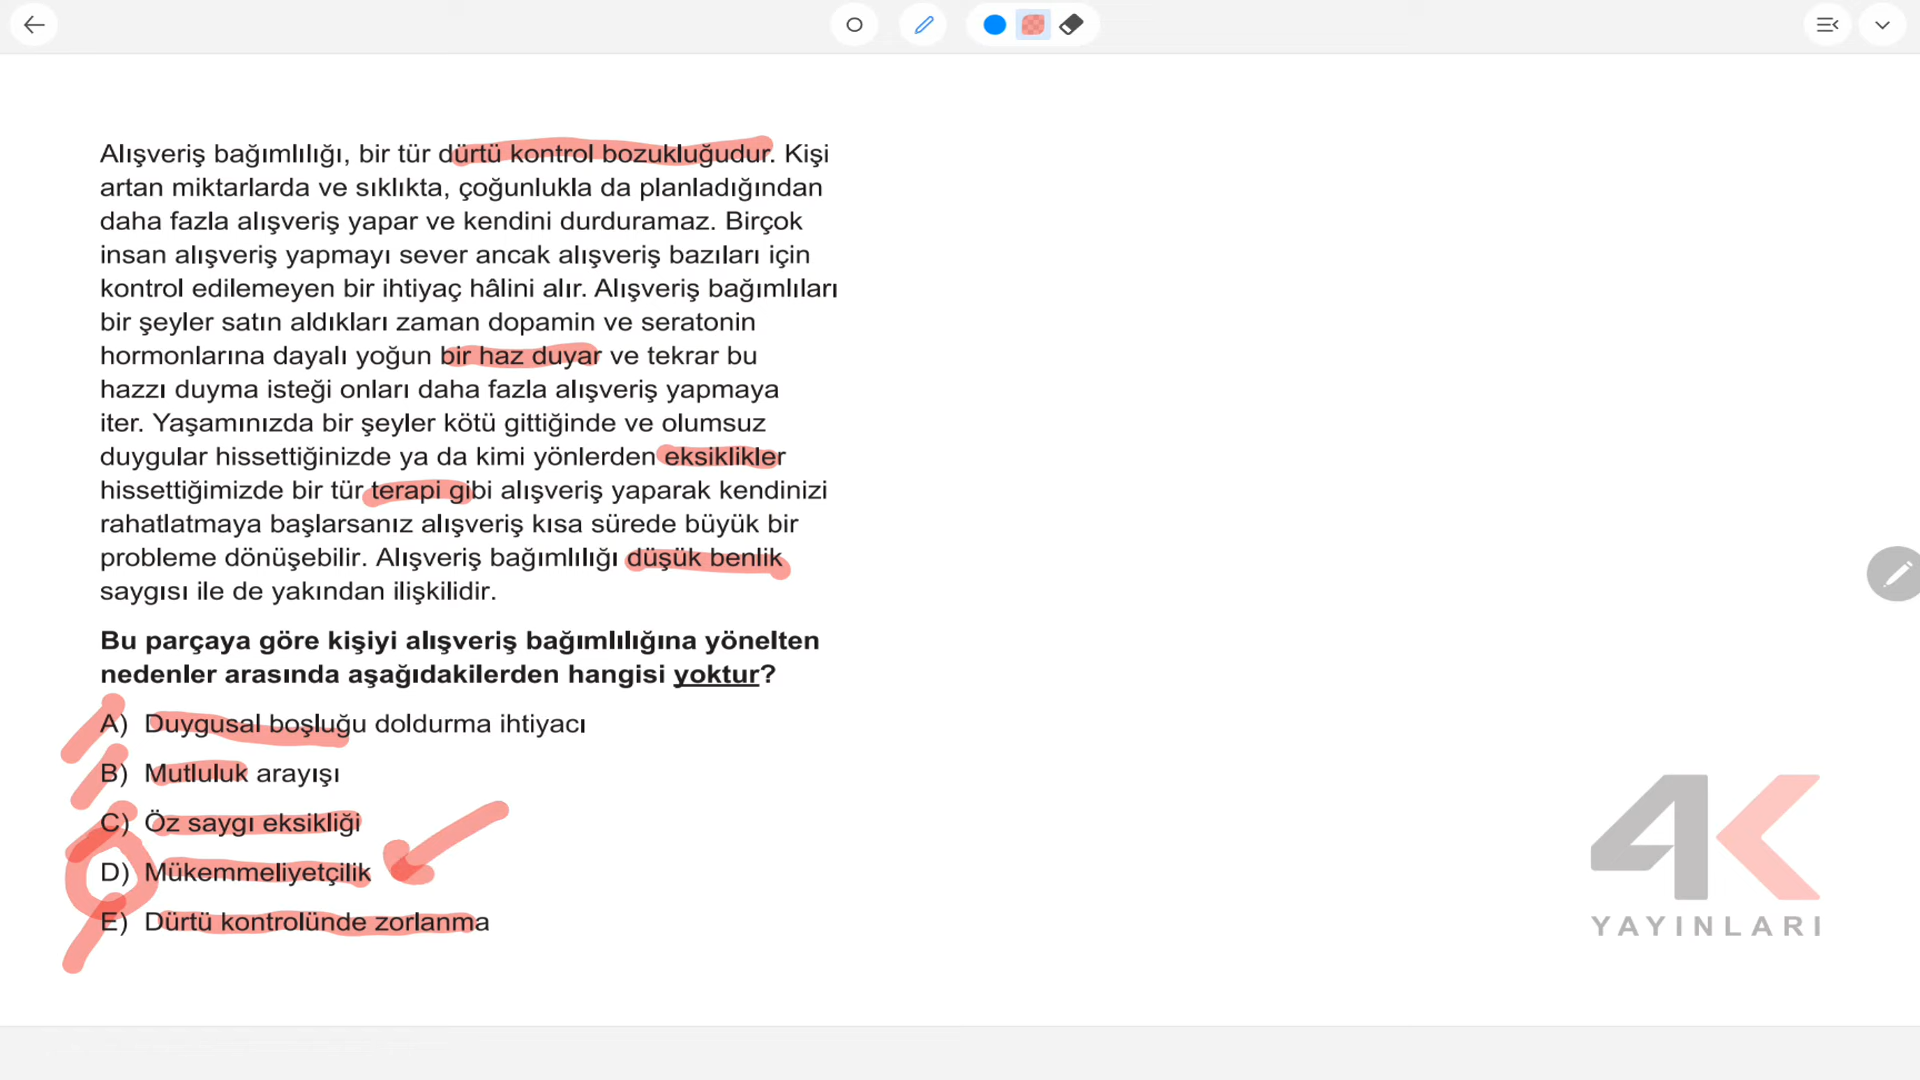 Alışveriş bağımlılığı, bir tür dürtü kontrol bozukluğudur. Kişi
artan miktarlarda ve sıklıkta, çoğunlukla da planladığından
daha fazla alışveriş yapar ve kendini durduramaz. Birçok
insan alışveriş yapmayı sever ancak alışveriş bazıları için
kontrol edilemeyen bir ihtiyaç hâlini alır. Alışveriş bağımlıları
bir şeyler satın aldıkları zaman dopamin ve seratonin
hormonlarına dayalı yoğun bir haz duyar ve tekrar bu
hazzı duyma isteği onları daha fazla alışveriş yapmaya
iter. Yaşamınızda bir şeyler kötü gittiğinde ve olumsuz
duygular hissettiğinizde ya da kimi yönlerden eksiklikler
hissettiğimizde bir tür terapi gibi alışveriş yaparak kendinizi
rahatlatmaya başlarsanız alışveriş kısa sürede büyük bir
probleme dönüşebilir. Alışveriş bağımlılığı düşük benlik
saygısı ile de yakından ilişkilidir.
Bu parçaya göre kişiyi alışveriş bağımlılığına yönelten
nedenler arasında aşağıdakilerden hangisi yoktur?
A) Duygusal boşluğu doldurma ihtiyacı
B) Mutluluk arayışı
C) Öz saygı eksikliği
D) Mükemmeliyetçilik
E) Dürtü kontrolünde zorlanma
4K
YAYINLARI